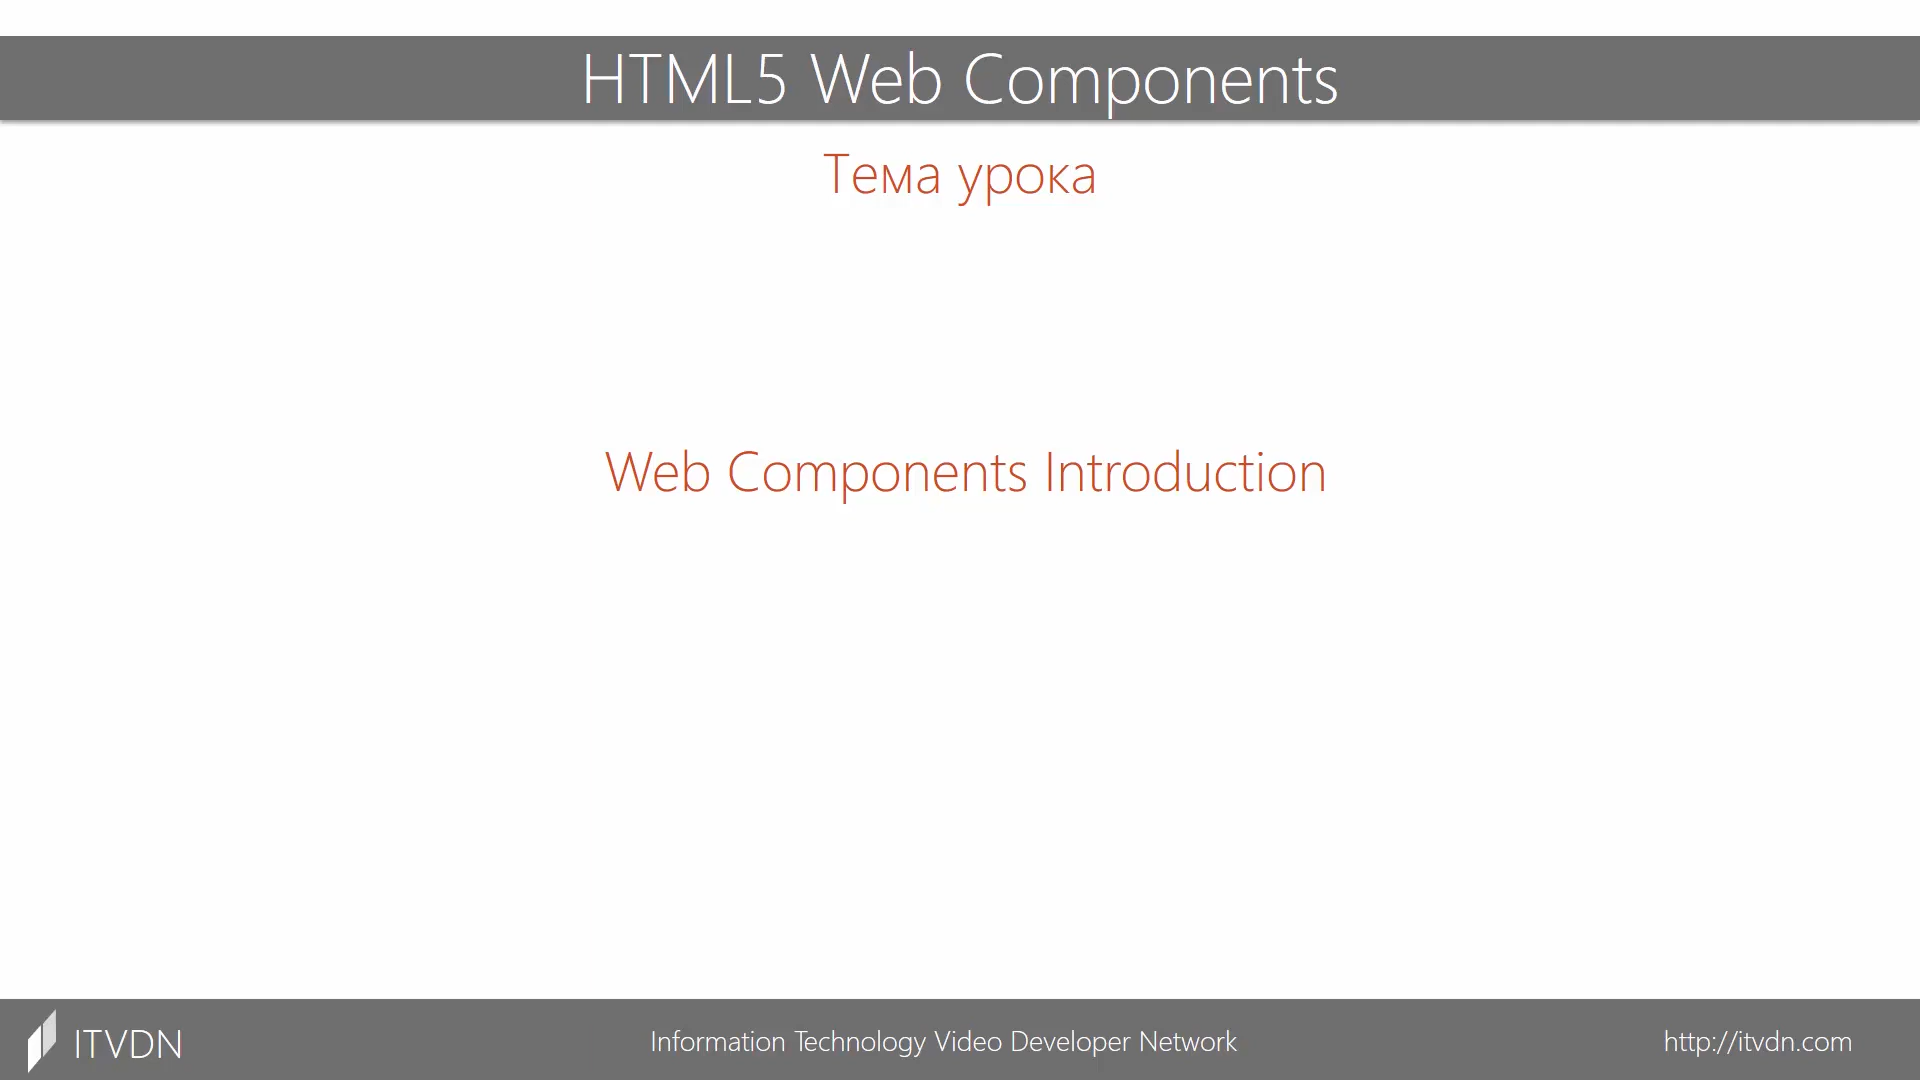 HTML5 Web Components
Тема урока
Web Components Introduction
ITVDN
Information Technology Video Developer Network
http://itvdn.com